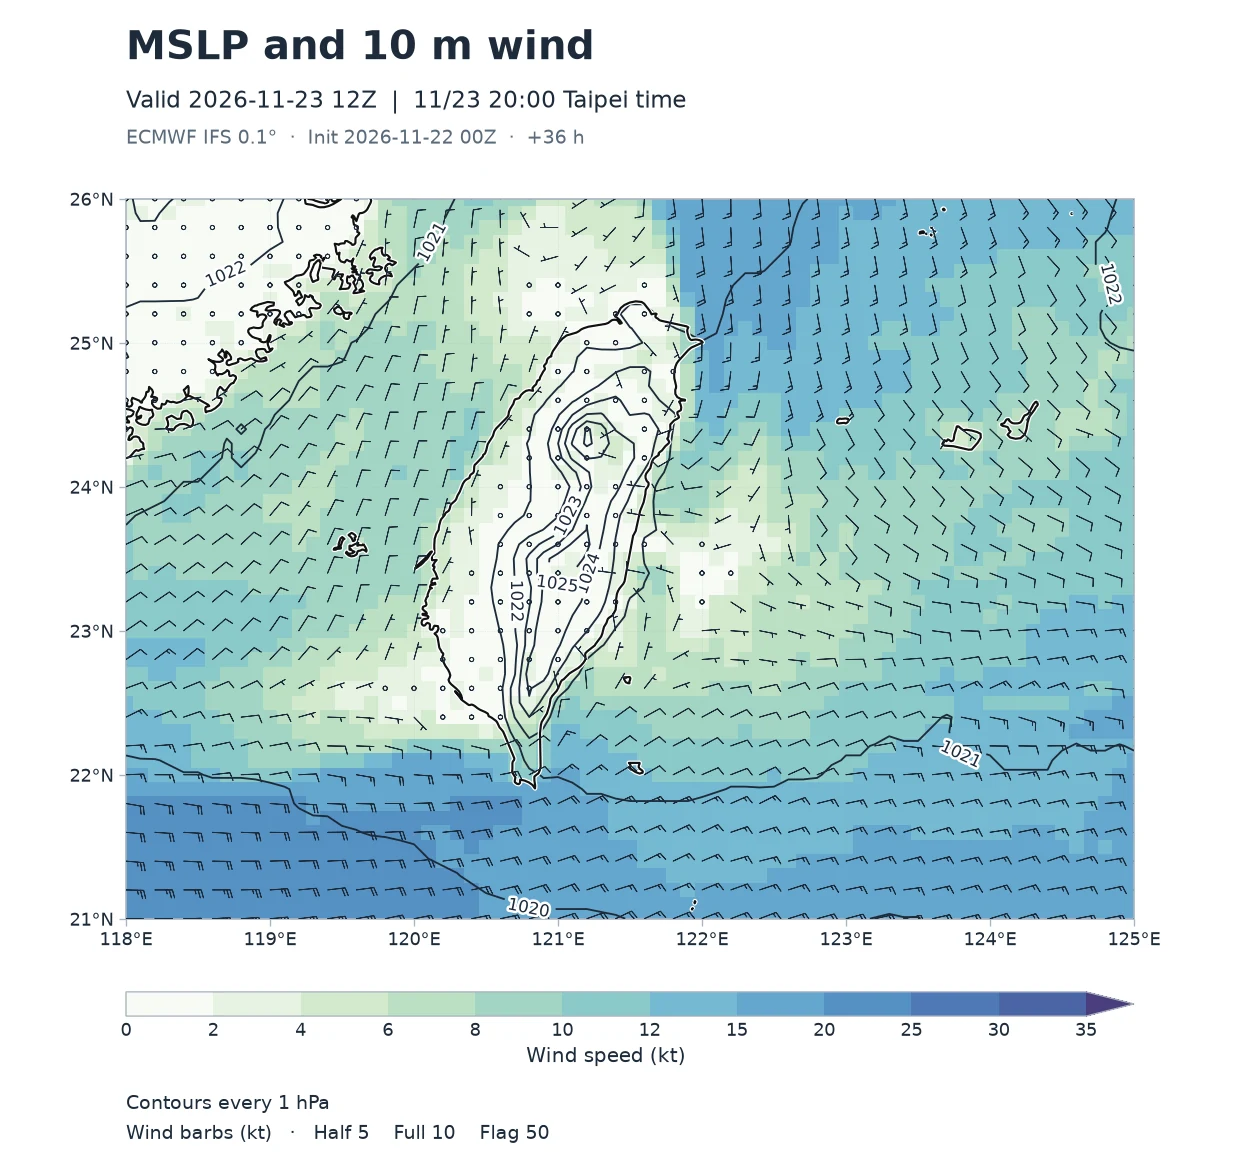 MSLP and 10 m wind
Valid 2026-11-23 12Z | 11/23 20:00 Taipei time
ECMWF IFS 0.1° · Init 2026-11-22 00Z · +36 h
26°N
25°N
24°N
23°N
22°N
21°N
1021
1022
1022
1023
1024
1025
1022
1021
1020
118°E 119°E 120°E 121°E 122°E 123°E 124°E 125°E
0 2 4 6 8 10 12 15 20 25 30 35
Wind speed (kt)
Contours every 1 hPa
Wind barbs (kt) · Half 5 Full 10 Flag 50